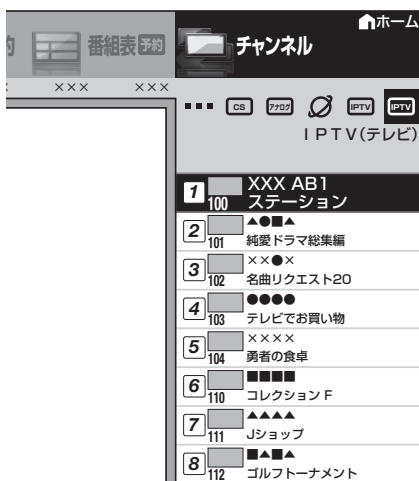 ホーム
約 番組表 予約 チャンネル
××× ×××
CS アナログ IPTV IPTV
IPTV(テレビ)
1 100 XXX AB1
ステーション
2 101 ▲●■▲
純愛ドラマ総集編
3 102 ××●×
名曲リクエスト20
4 103 ●●●●
テレビでお買い物
5 104 ××××
勇者の食卓
6 110 ■■■■
コレクション F
7 111 ▲▲▲▲
Jショップ
8 112 ■▲■▲
ゴルフトーナメント